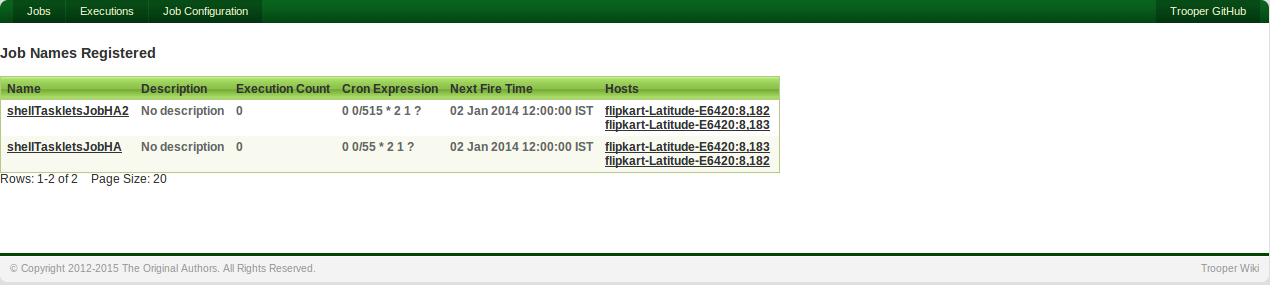 Jobs Executions Job Configuration Trooper GitHub
Job Names Registered
Name Description Execution Count Cron Expression Next Fire Time Hosts
shellTaskletsJobHA2 No description 0 0 0/515 * 2 1 ? 02 Jan 2014 12:00:00 IST flipkart-Latitude-E6420:8,182
flipkart-Latitude-E6420:8,183
shellTaskletsJobHA No description 0 0 0/55 * 2 1 ? 02 Jan 2014 12:00:00 IST flipkart-Latitude-E6420:8,183
flipkart-Latitude-E6420:8,182
Rows: 1-2 of 2 Page Size: 20
© Copyright 2012-2015 The Original Authors. All Rights Reserved. Trooper Wiki